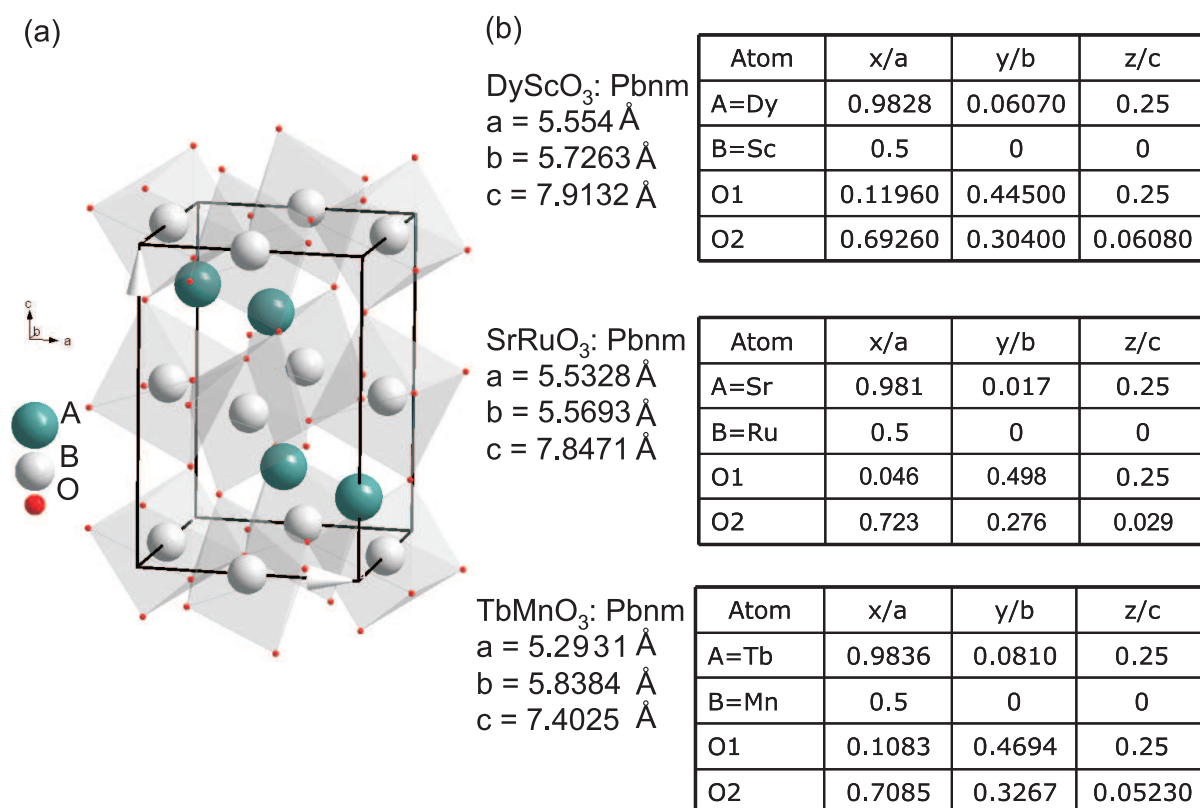 (a)
c
b
a
A
B
O
(b)
DyScO₃: Pbnm
a = 5.554 Å
b = 5.7263 Å
c = 7.9132 Å
Atom x/a y/b z/c
A=Dy 0.9828 0.06070 0.25
B=Sc 0.5 0 0
O1 0.11960 0.44500 0.25
O2 0.69260 0.30400 0.06080
SrRuO₃: Pbnm
a = 5.5328 Å
b = 5.5693 Å
c = 7.8471 Å
Atom x/a y/b z/c
A=Sr 0.981 0.017 0.25
B=Ru 0.5 0 0
O1 0.046 0.498 0.25
O2 0.723 0.276 0.029
TbMnO₃: Pbnm
a = 5.2931 Å
b = 5.8384 Å
c = 7.4025 Å
Atom x/a y/b z/c
A=Tb 0.9836 0.0810 0.25
B=Mn 0.5 0 0
O1 0.1083 0.4694 0.25
O2 0.7085 0.3267 0.05230